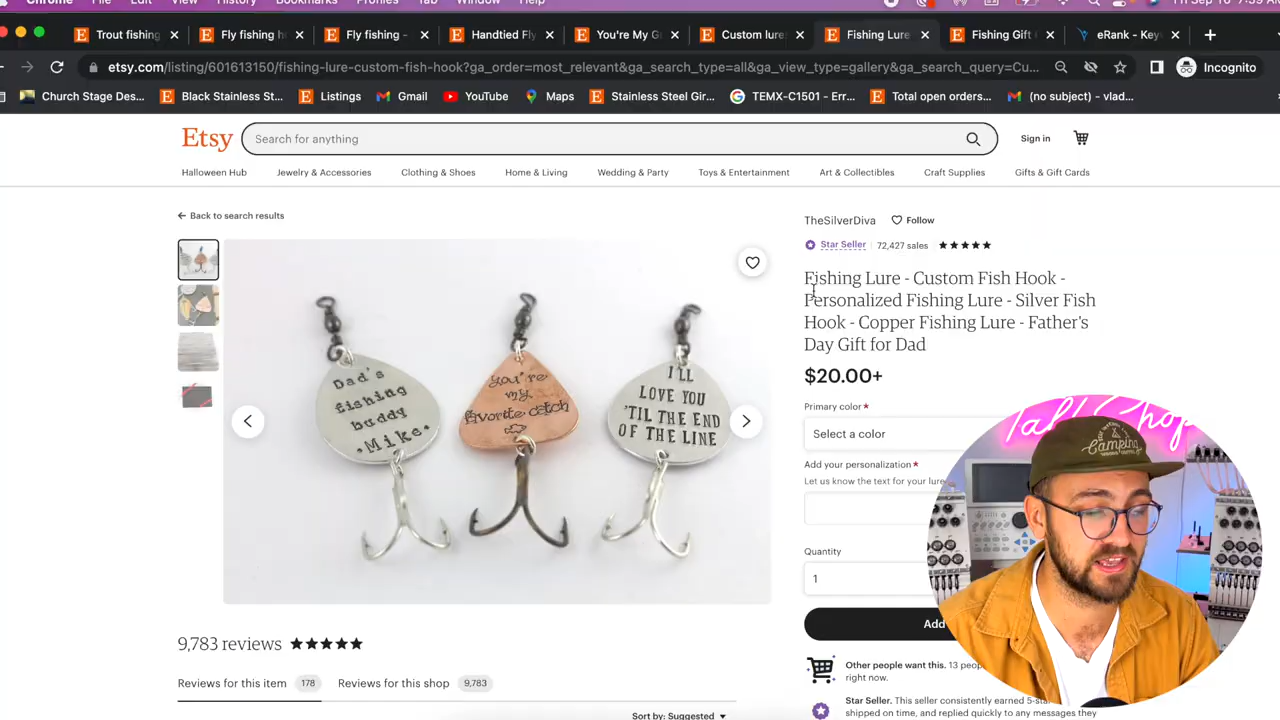 Chrome File Edit View History Bookmarks Profiles Tab Window Help
Trout fishing
Fly fishing h
Fly fishing -
Handtied Fly
You're My G
Custom lure
Fishing Lure
Fishing Gift
eRank - Key
etsy.com/listing/601613150/fishing-lure-custom-fish-hook?ga_order=most_relevant&ga_search_type=all&ga_view_type=gallery&ga_search_query=Cu...
Incognito
Church Stage Des...
Black Stainless St...
Listings
Gmail
YouTube
Maps
Stainless Steel Gir...
TEMX-C1501 - Err...
Total open orders...
(no subject) - vlad...
Etsy
Search for anything
Sign in
Halloween Hub
Jewelry & Accessories
Clothing & Shoes
Home & Living
Wedding & Party
Toys & Entertainment
Art & Collectibles
Craft Supplies
Gifts & Gift Cards
Back to search results
TheSilverDiva
Follow
Star Seller
72,427 sales
Fishing Lure - Custom Fish Hook -
Personalized Fishing Lure - Silver Fish
Hook - Copper Fishing Lure - Father's
Day Gift for Dad
$20.00+
Primary color *
Select a color
Add your personalization *
Let us know the text for your lure
Quantity
1
Add
Other people want this. 13 peop
right now.
Star Seller. This seller consistently earned 5-sta
shipped on time, and replied quickly to any messages they
Dad's
fishing
buddy
.Mike.
you're
my
favorite catch
I'LL
LOVE YOU
'TIL THE END
OF THE LINE
9,783 reviews
Reviews for this item
178
Reviews for this shop
9,783
Sort by: Suggested
Camping